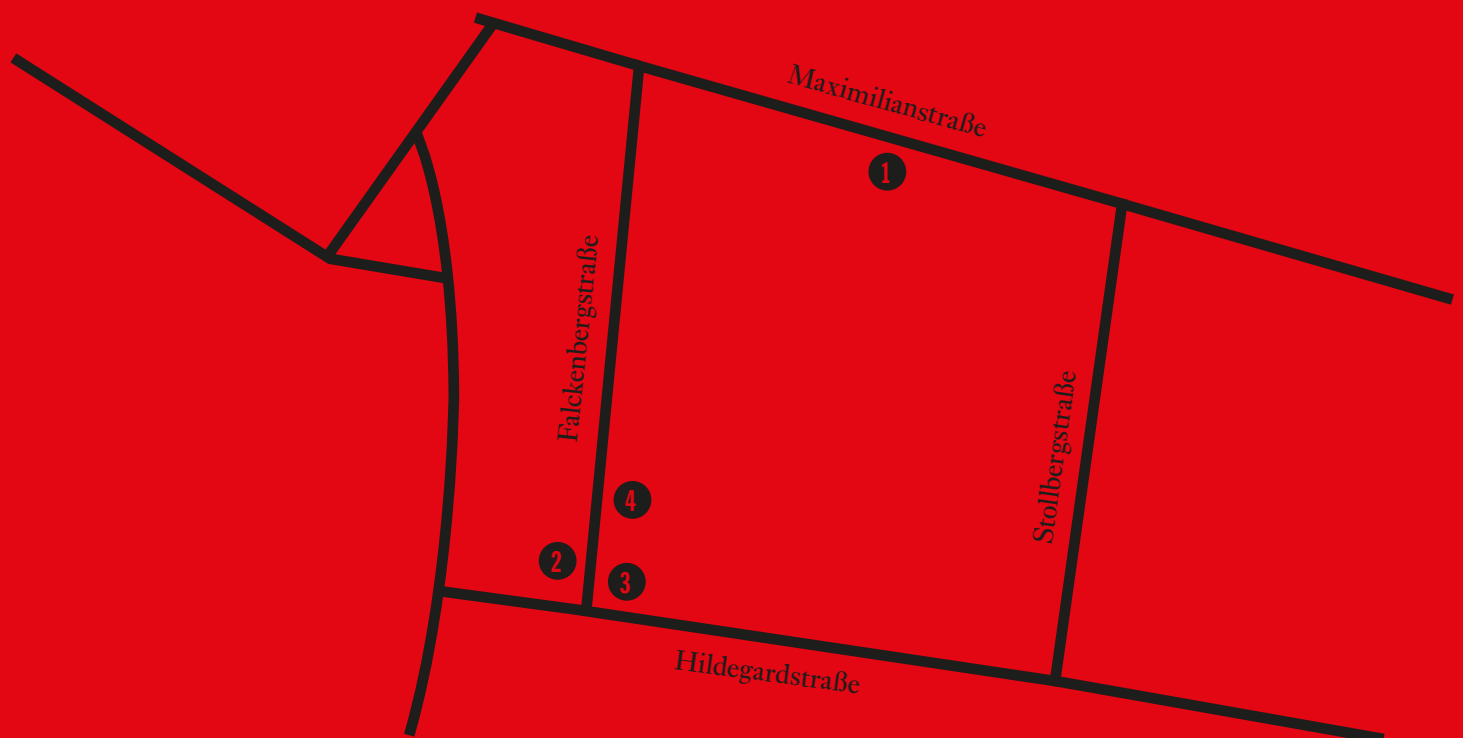 Maximilianstraße
1
Falckenbergstraße
Stollbergstraße
4
2
3
Hildegardstraße